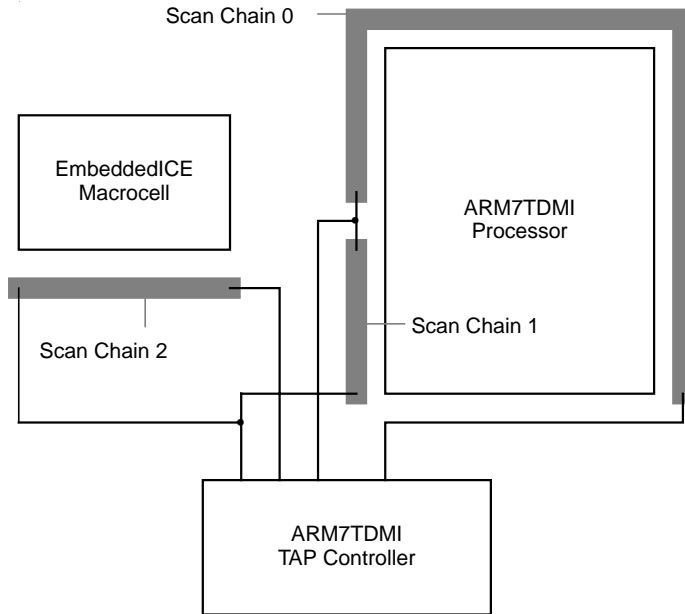 Scan Chain 0
EmbeddedICE
Macrocell
ARM7TDMI
Processor
Scan Chain 1
Scan Chain 2
ARM7TDMI
TAP Controller